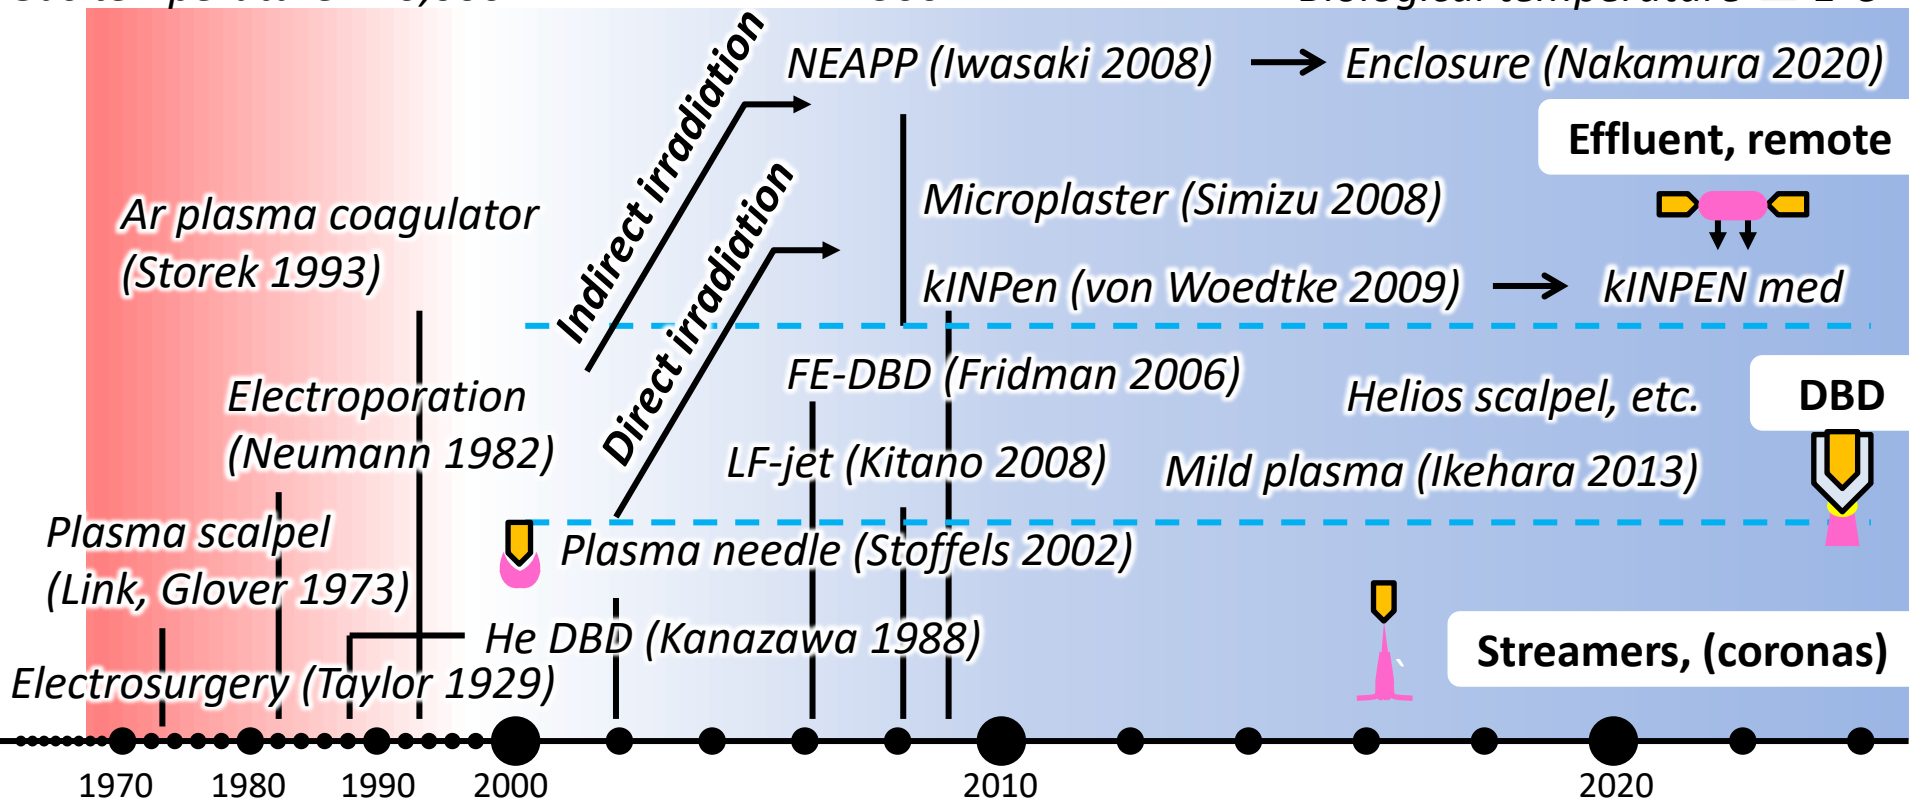 NEAPP (Iwasaki 2008)
Enclosure (Nakamura 2020)
Effluent, remote
Indirect irradiation
Direct irradiation
Ar plasma coagulator
(Storek 1993)
Microplaster (Simizu 2008)
kINPen (von Woedtke 2009)
kINPEN med
Electroporation
(Neumann 1982)
FE-DBD (Fridman 2006)
Helios scalpel, etc.
DBD
LF-jet (Kitano 2008)
Mild plasma (Ikehara 2013)
Plasma scalpel
(Link, Glover 1973)
Plasma needle (Stoffels 2002)
He DBD (Kanazawa 1988)
Streamers, (coronas)
Electrosurgery (Taylor 1929)
1970 1980 1990 2000 2010 2020